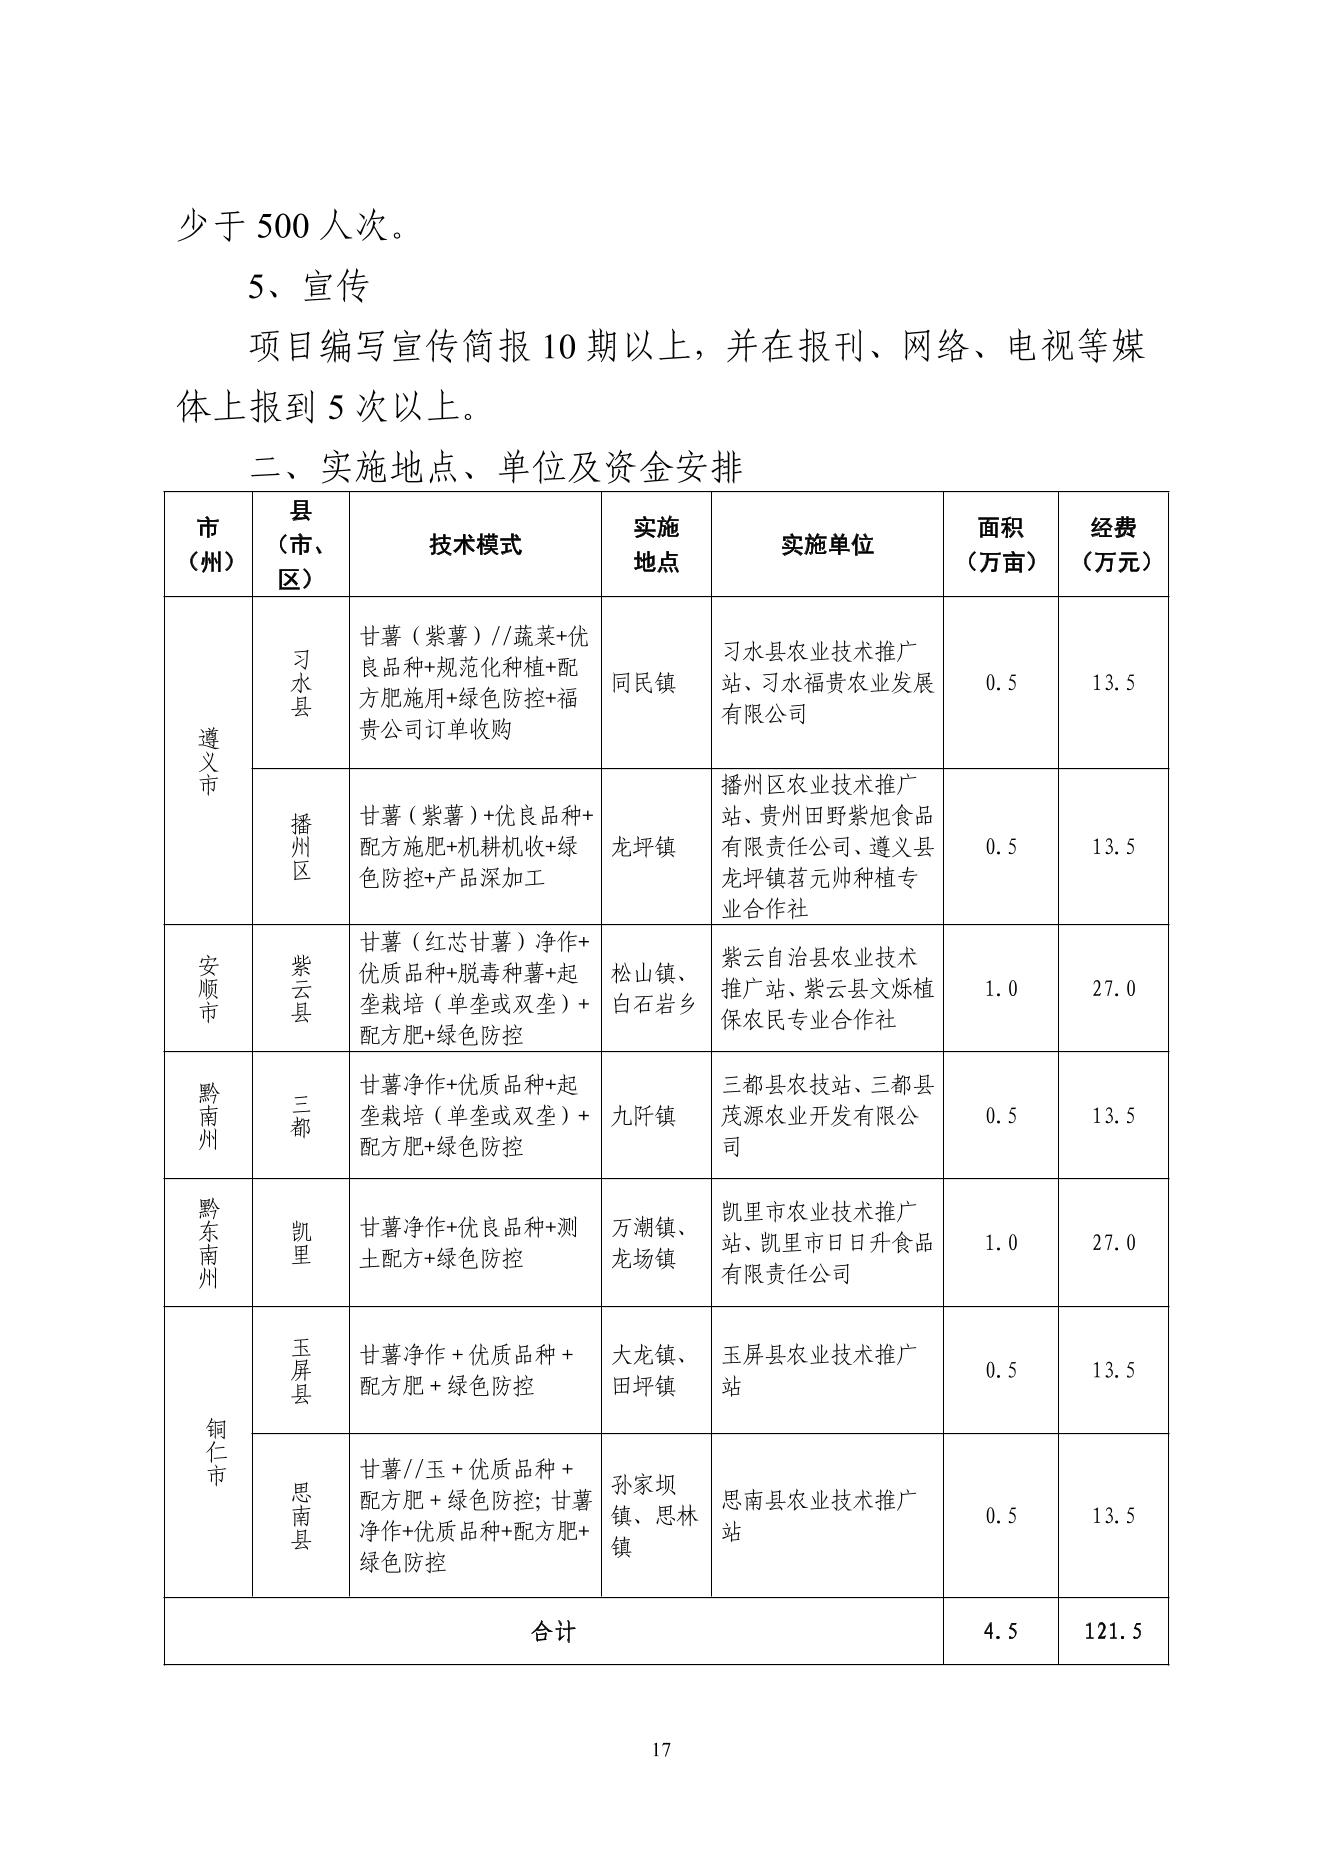 少于 500 人次。
5、宣传
项目编写宣传简报 10 期以上，并在报刊、网络、电视等媒
体上报到 5 次以上。
二、实施地点、单位及资金安排
市
（州）
县
（市、
区）
技术模式
实施
地点
实施单位
面积
（万亩）
经费
（万元）
遵义市
习水县
甘薯（紫薯）//蔬菜+优
良品种+规范化种植+配
方肥施用+绿色防控+福
贵公司订单收购
同民镇
习水县农业技术推广
站、习水福贵农业发展
有限公司
0.5
13.5
播州区
甘薯（紫薯）+优良品种+
配方施肥+机耕机收+绿
色防控+产品深加工
龙坪镇
播州区农业技术推广
站、贵州田野紫旭食品
有限责任公司、遵义县
龙坪镇苕元帅种植专
业合作社
0.5
13.5
安顺市
紫云县
甘薯（红芯甘薯）净作+
优质品种+脱毒种薯+起
垄栽培（单垄或双垄）+
配方肥+绿色防控
松山镇、
白石岩乡
紫云自治县农业技术
推广站、紫云县文烁植
保农民专业合作社
1.0
27.0
黔南州
三都
甘薯净作+优质品种+起
垄栽培（单垄或双垄）+
配方肥+绿色防控
九阡镇
三都县农技站、三都县
茂源农业开发有限公
司
0.5
13.5
黔东南州
凯里
甘薯净作+优良品种+测
土配方+绿色防控
万潮镇、
龙场镇
凯里市农业技术推广
站、凯里市日日升食品
有限责任公司
1.0
27.0
铜仁市
玉屏县
甘薯净作＋优质品种＋
配方肥＋绿色防控
大龙镇、
田坪镇
玉屏县农业技术推广
站
0.5
13.5
思南县
甘薯//玉＋优质品种＋
配方肥＋绿色防控；甘薯
净作+优质品种+配方肥+
绿色防控
孙家坝
镇、思林
镇
思南县农业技术推广
站
0.5
13.5
合计
4.5
121.5
17